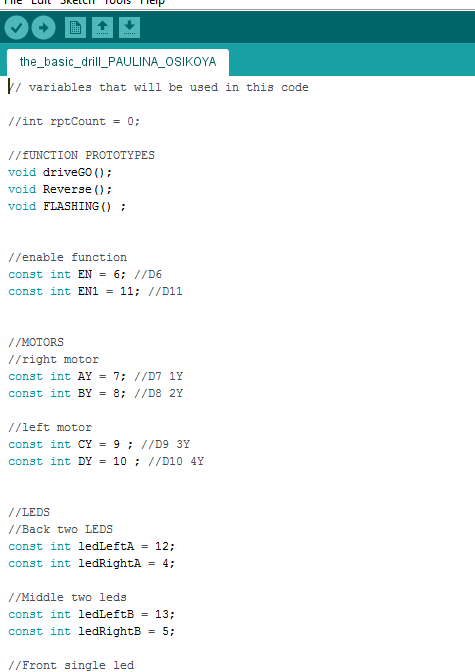 File Edit Sketch Tools Help
the_basic_drill_PAULINA_OSIKOYA
// variables that will be used in this code
//int rptCount = 0;
//fUNCTION PROTOTYPES
void driveGO();
void Reverse();
void FLASHING() ;
//enable function
const int EN = 6; //D6
const int EN1 = 11; //D11
//MOTORS
//right motor
const int AY = 7; //D7 1Y
const int BY = 8; //D8 2Y
//left motor
const int CY = 9 ; //D9 3Y
const int DY = 10 ; //D10 4Y
//LEDS
//Back two LEDS
const int ledLeftA = 12;
const int ledRightA = 4;
//Middle two leds
const int ledLeftB = 13;
const int ledRightB = 5;
//Front single led